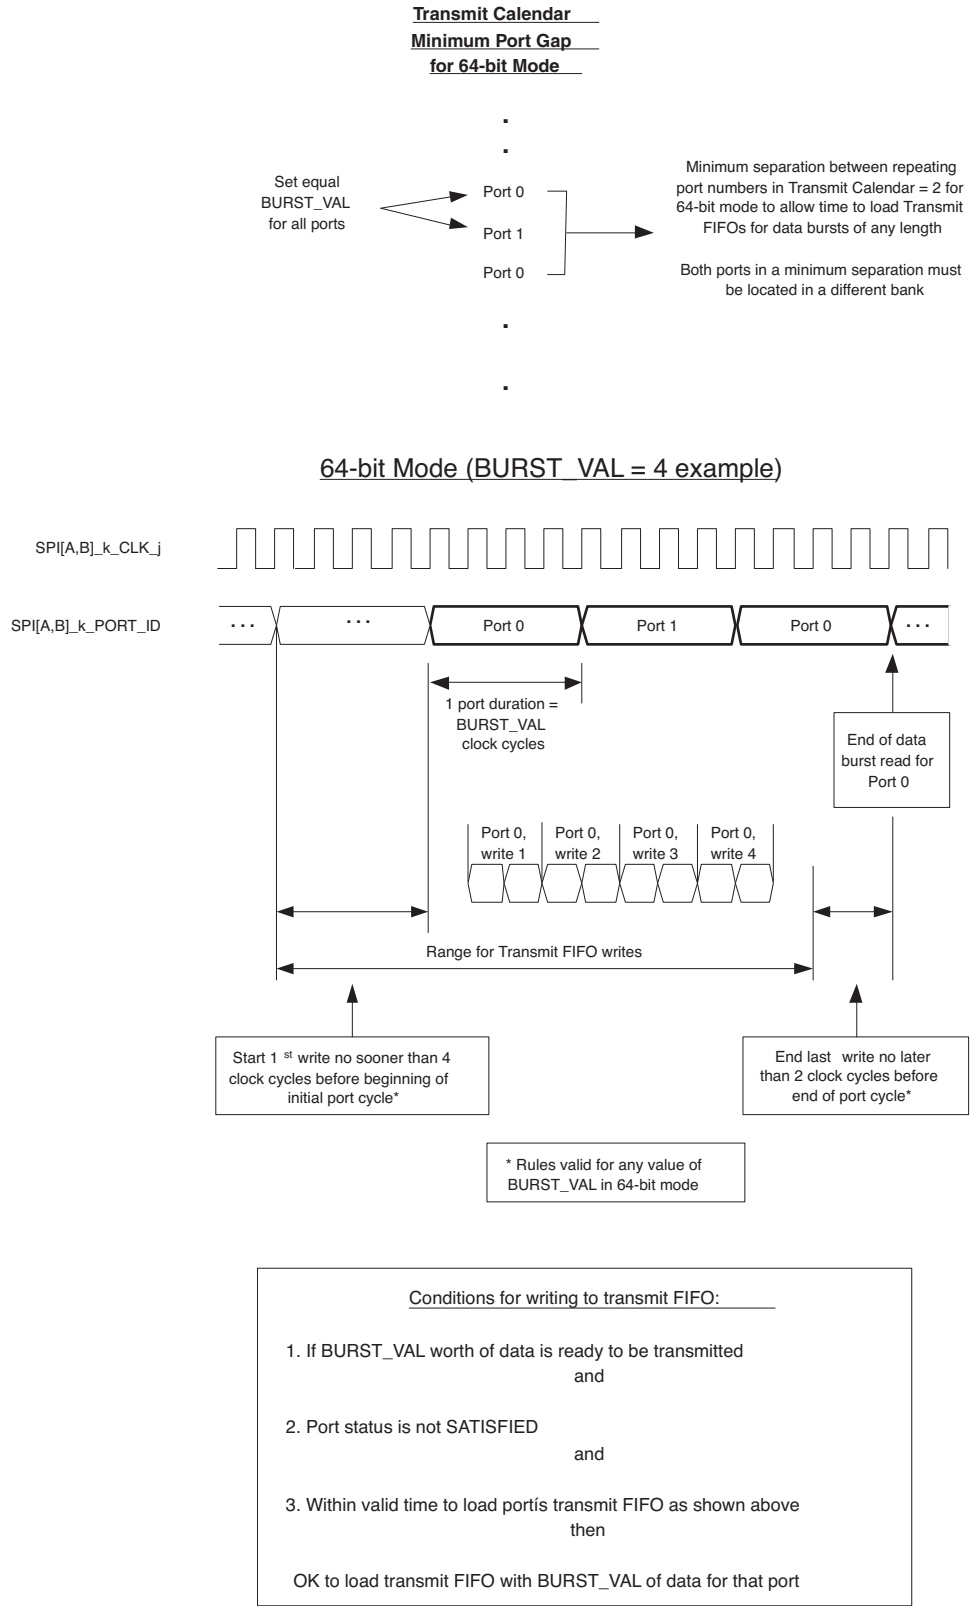 Transmit Calendar
Minimum Port Gap
for 64-bit Mode
.
.
Set equal
BURST_VAL
for all ports
Port 0
Port 1
Port 0
Minimum separation between repeating
port numbers in Transmit Calendar = 2 for
64-bit mode to allow time to load Transmit
FIFOs for data bursts of any length
Both ports in a minimum separation must
be located in a different bank
.
.
64-bit Mode (BURST_VAL = 4 example)
SPI[A,B]_k_CLK_j
SPI[A,B]_k_PORT_ID
... ... Port 0 Port 1 Port 0 ...
1 port duration =
BURST_VAL
clock cycles
End of data
burst read for
Port 0
Port 0,
write 1
Port 0,
write 2
Port 0,
write 3
Port 0,
write 4
Range for Transmit FIFO writes
Start 1 st write no sooner than 4
clock cycles before beginning of
initial port cycle*
End last write no later
than 2 clock cycles before
end of port cycle*
* Rules valid for any value of
BURST_VAL in 64-bit mode
Conditions for writing to transmit FIFO:
1. If BURST_VAL worth of data is ready to be transmitted
and
2. Port status is not SATISFIED
and
3. Within valid time to load portís transmit FIFO as shown above
then
OK to load transmit FIFO with BURST_VAL of data for that port